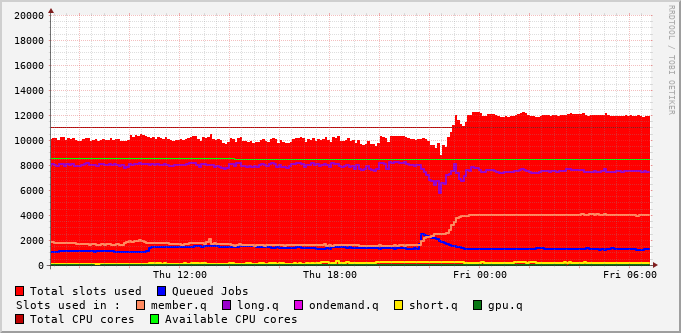 20000
18000
16000
14000
12000
10000
8000
6000
4000
2000
0
Thu 12:00 Thu 18:00 Fri 00:00 Fri 06:00
RRDTOOL / TOBI OETIKER
Total slots used Queued Jobs
Slots used in : member.q long.q ondemand.q short.q gpu.q
Total CPU cores Available CPU cores